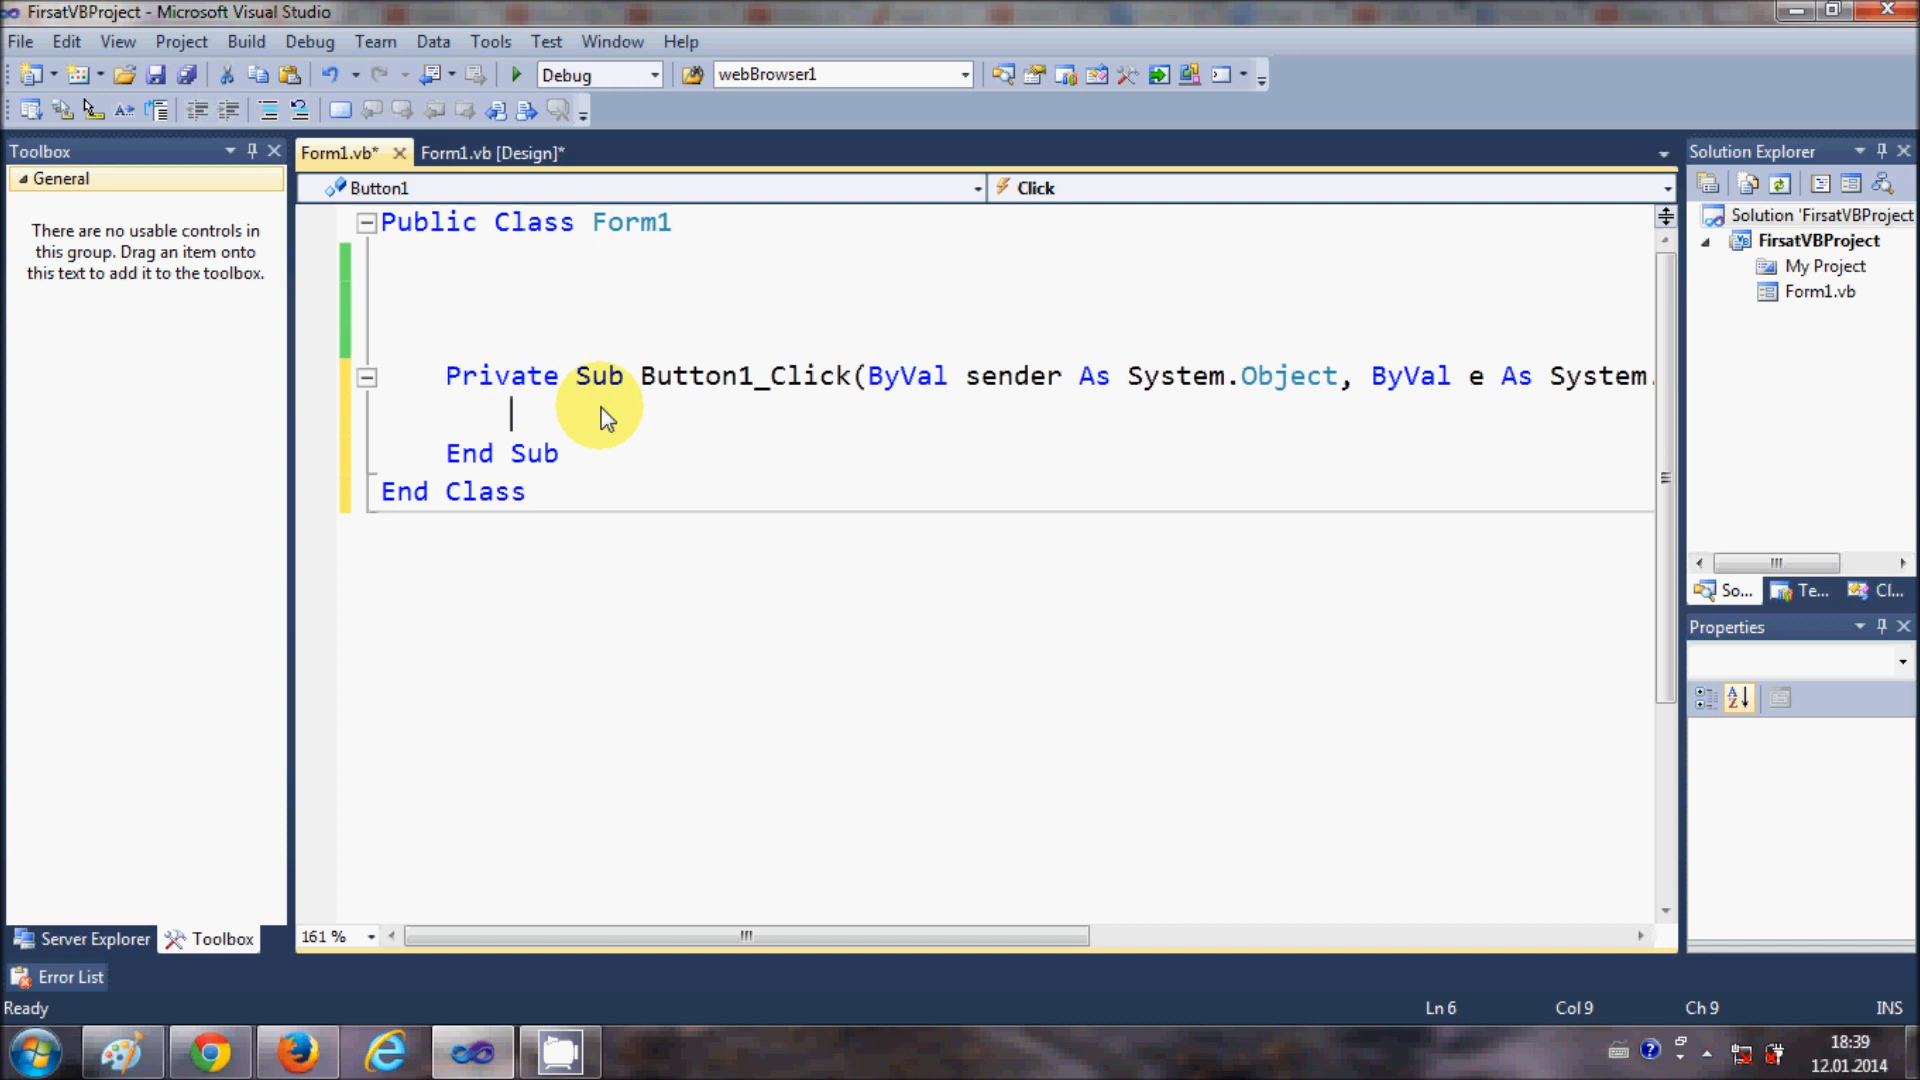 FirsatVBProject - Microsoft Visual Studio
File Edit View Project Build Debug Team Data Tools Test Window Help
Debug webBrowser1
Toolbox
General
There are no usable controls in
this group. Drag an item onto
this text to add it to the toolbox.
Server Explorer Toolbox
Form1.vb* Form1.vb [Design]*
Button1 Click
Public Class Form1
Private Sub Button1_Click(ByVal sender As System.Object, ByVal e As System.
End Sub
End Class
161 %
Solution Explorer
Solution 'FirsatVBProject
FirsatVBProject
My Project
Form1.vb
So... Te... Cl...
Properties
Error List
Ready Ln 6 Col 9 Ch 9 INS
18:39
12.01.2014